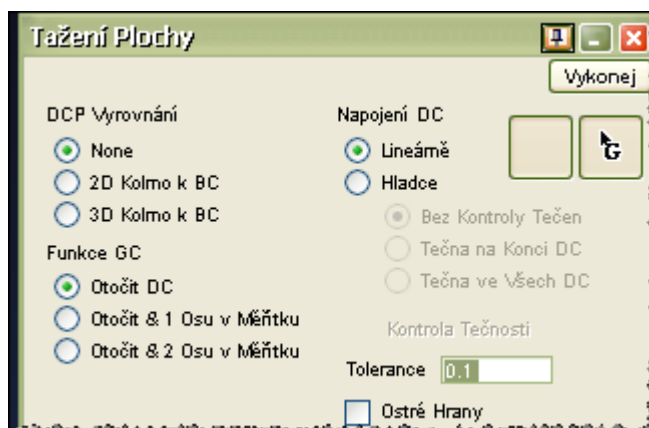 Tažení Plochy
Vykonej
DCP Vyrovnání
None
2D Kolmo k BC
3D Kolmo k BC
Funkce GC
Otočit DC
Otočit & 1 Osu v Měřítku
Otočit & 2 Osu v Měřítku
Napojení DC
Lineárně
Hladce
Bez Kontroly Tečen
Tečna na Konci DC
Tečna ve Všech DC
Kontrola Tečnosti
Tolerance 0.1
Ostré Hrany
G